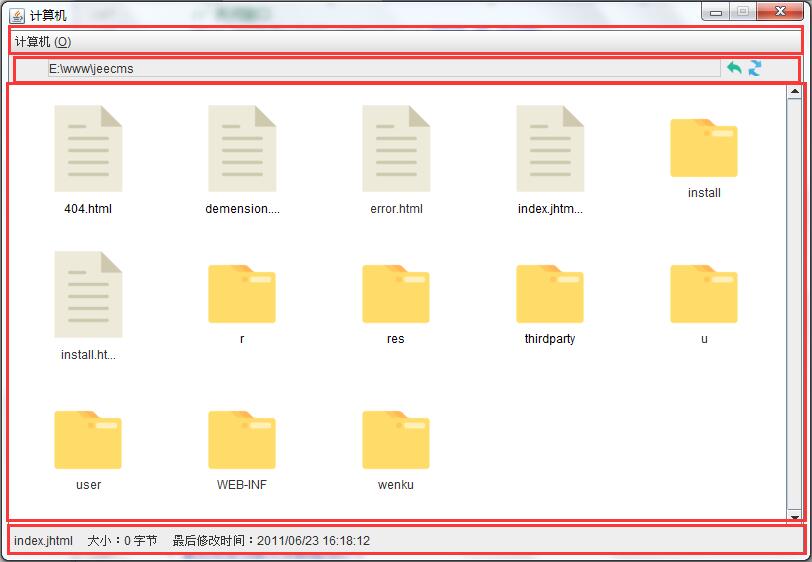 计算机
计算机 (O)
E:\www\jeecms
404.html
demension....
error.html
index.jhtm...
install
install.ht...
r
res
thirdparty
u
user
WEB-INF
wenku
index.jhtml 大小：0 字节 最后修改时间：2011/06/23 16:18:12